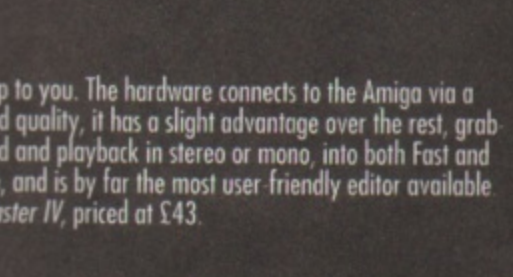 p to you. The hardware connects to the Amiga via a
d quality, it has a slight advantage over the rest, grab-
d and playback in stereo or mono, into both Fast and
, and is by far the most user-friendly editor available
ster IV, priced at £43.